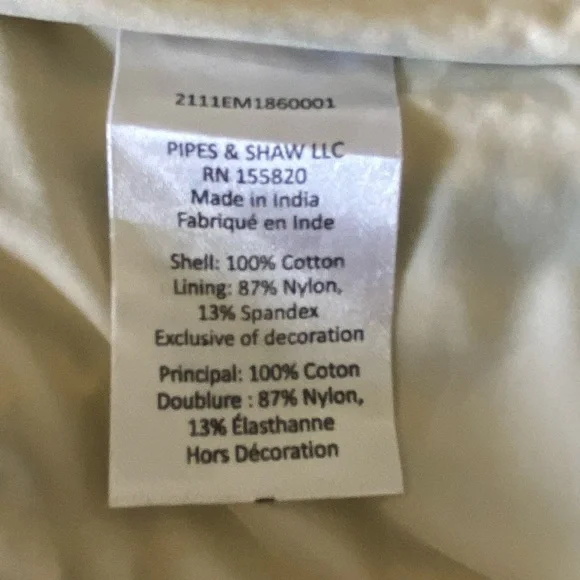 2111EM1860001
PIPES & SHAW LLC
RN 155820
Made in India
Fabriqué en Inde
Shell: 100% Cotton
Lining: 87% Nylon,
13% Spandex
Exclusive of decoration
Principal: 100% Coton
Doublure : 87% Nylon,
13% Élasthanne
Hors Décoration